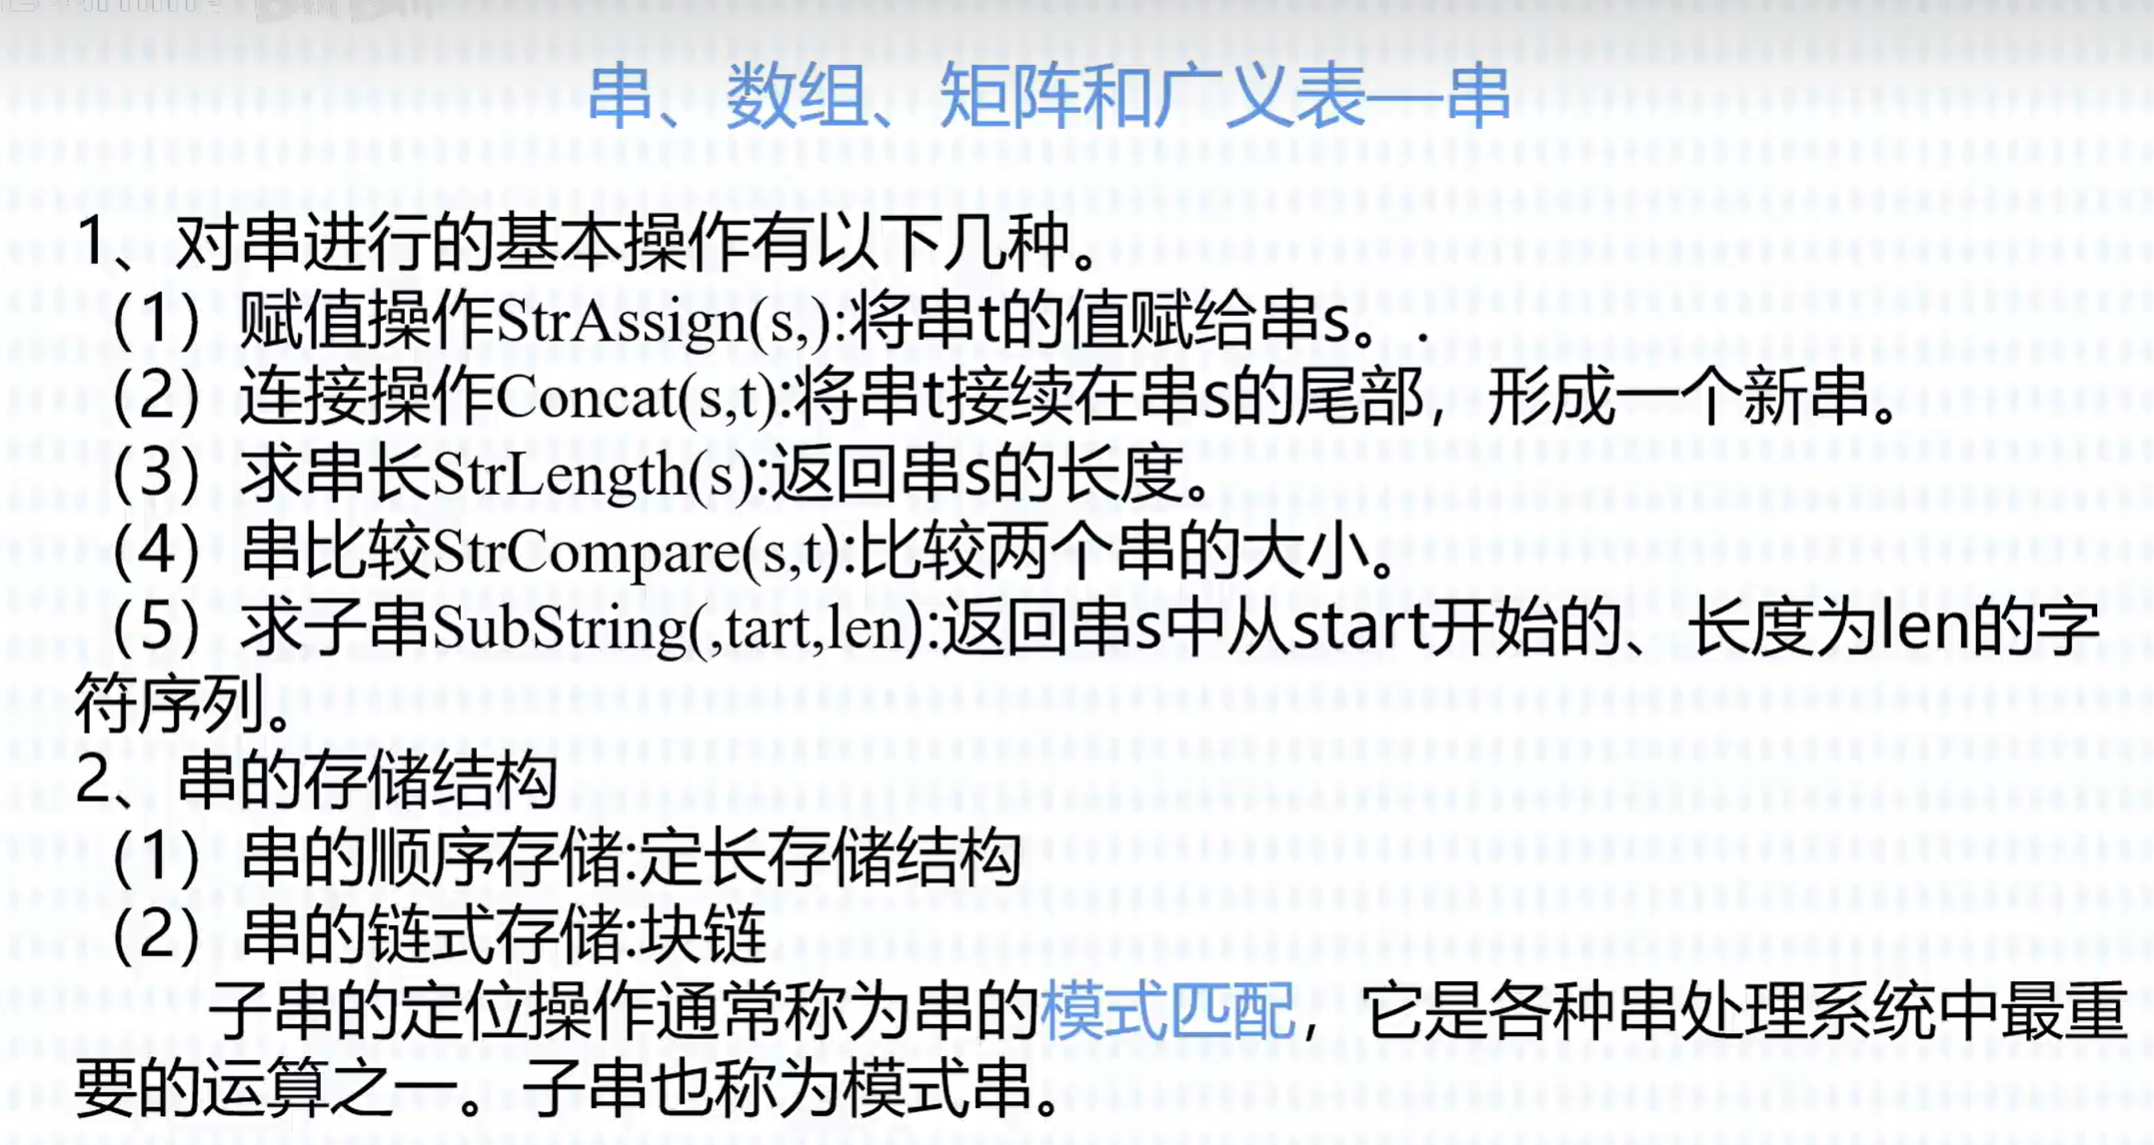 串、数组、矩阵和广义表—串
1、对串进行的基本操作有以下几种。
（1）赋值操作StrAssign(s,):将串t的值赋给串s。.
（2）连接操作Concat(s,t):将串t接续在串s的尾部，形成一个新串。
（3）求串长StrLength(s):返回串s的长度。
（4）串比较StrCompare(s,t):比较两个串的大小。
（5）求子串SubString(,tart,len):返回串s中从start开始的、长度为len的字
符序列。
2、串的存储结构
（1）串的顺序存储:定长存储结构
（2）串的链式存储:块链
子串的定位操作通常称为串的模式匹配，它是各种串处理系统中最重
要的运算之一。子串也称为模式串。